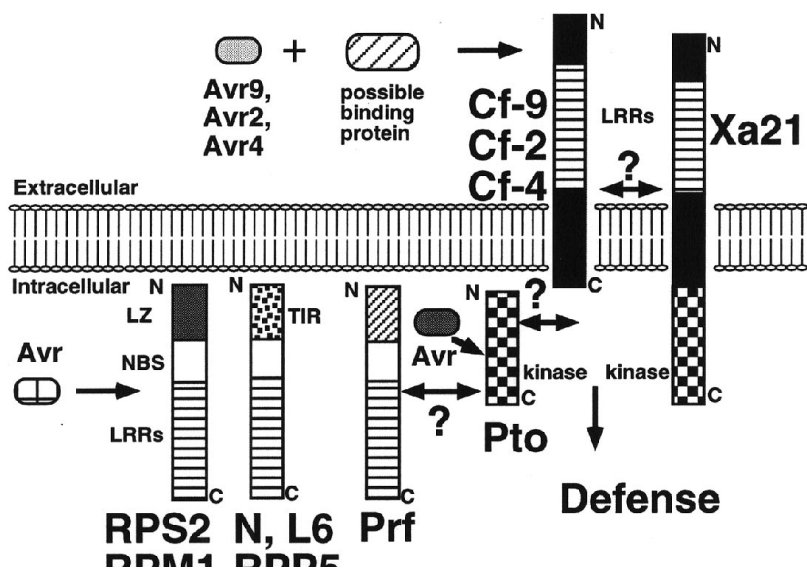 N
N
+
Avr9,
Avr2,
Avr4
possible
binding
protein
Cf-9
Cf-2
Cf-4
LRRs
Xa21
?
Extracellular
Intracellular
N
LZ
NBS
LRRs
C
Avr
N
TIR
C
N
C
Avr
?
N
?
C
kinase
kinase
C
C
Pto
Defense
RPS2
N, L6
Prf
RPM1
RPP5